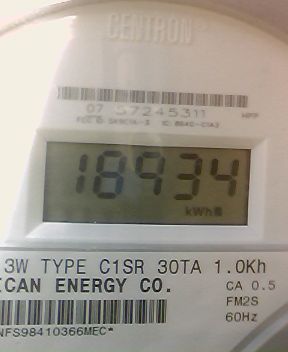 CENTRON
07 57245311
18934
kWh
3W TYPE C1SR 30TA 1.0Kh
ICAN ENERGY CO.
CA 0.5
FM2S
60Hz
NFS98410366MEC*